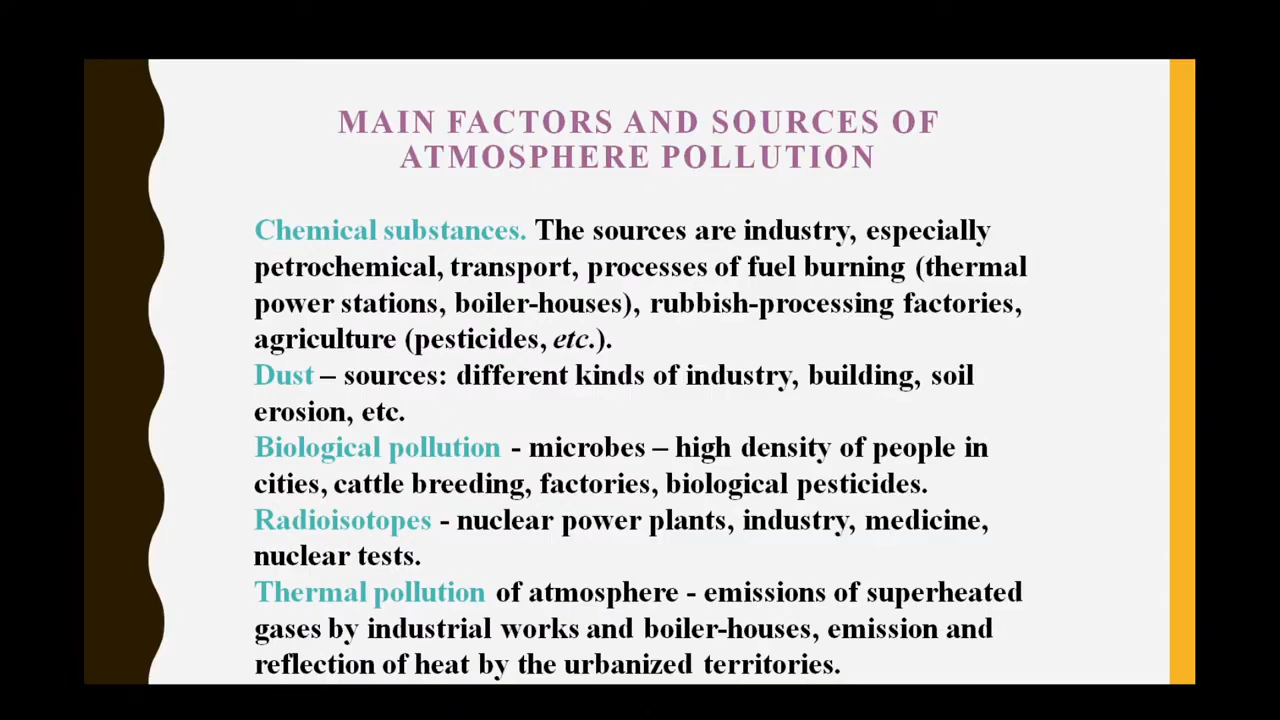 MAIN FACTORS AND SOURCES OF
ATMOSPHERE POLLUTION
Chemical substances. The sources are industry, especially
petrochemical, transport, processes of fuel burning (thermal
power stations, boiler-houses), rubbish-processing factories,
agriculture (pesticides, etc.).
Dust – sources: different kinds of industry, building, soil
erosion, etc.
Biological pollution - microbes – high density of people in
cities, cattle breeding, factories, biological pesticides.
Radioisotopes - nuclear power plants, industry, medicine,
nuclear tests.
Thermal pollution of atmosphere - emissions of superheated
gases by industrial works and boiler-houses, emission and
reflection of heat by the urbanized territories.